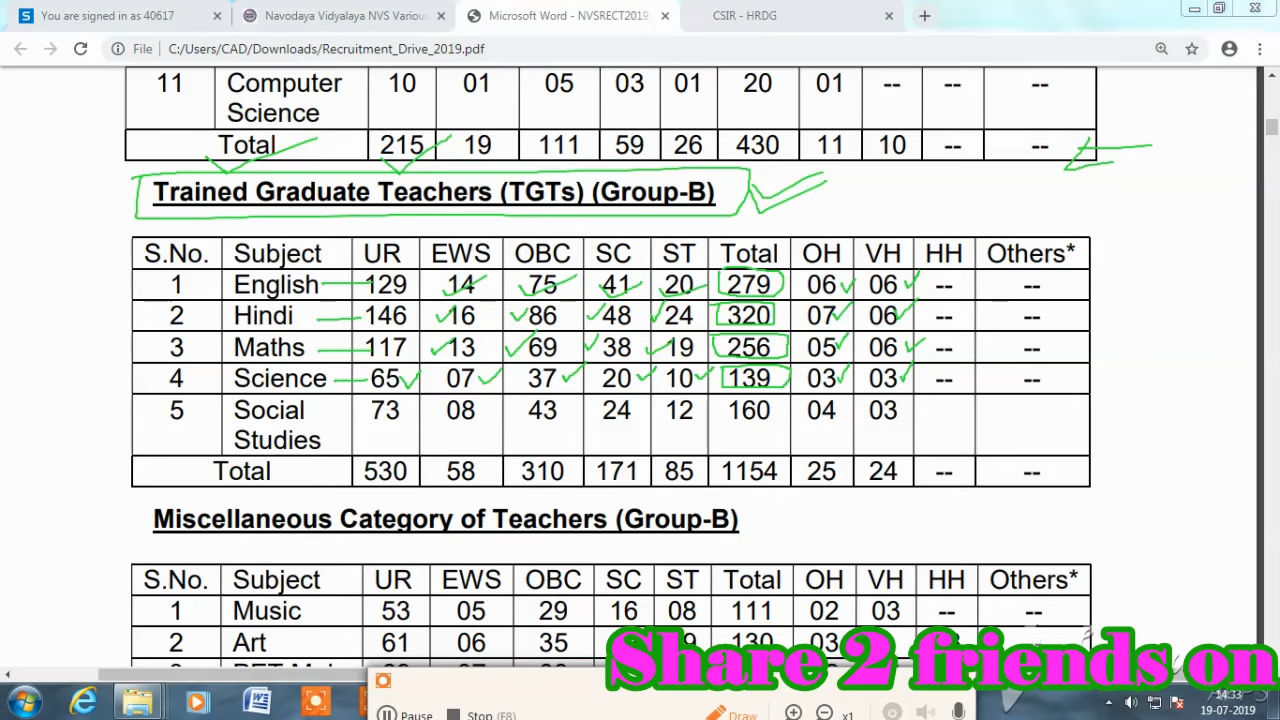 You are signed in as 40617
Navodaya Vidyalaya NVS Variou
Microsoft Word - NVSRECT2019
CSIR - HRDG
File C:/Users/CAD/Downloads/Recruitment_Drive_2019.pdf
11 Computer Science 10 01 05 03 01 20 01 -- -- --
Total 215 19 111 59 26 430 11 10 -- --
Trained Graduate Teachers (TGTs) (Group-B)
S.No. Subject UR EWS OBC SC ST Total OH VH HH Others*
1 English 129 14 75 41 20 279 06 06 -- --
2 Hindi 146 16 86 48 24 320 07 06 -- --
3 Maths 117 13 69 38 19 256 05 06 -- --
4 Science 65 07 37 20 10 139 03 03 -- --
5 Social Studies 73 08 43 24 12 160 04 03
Total 530 58 310 171 85 1154 25 24 -- --
Miscellaneous Category of Teachers (Group-B)
S.No. Subject UR EWS OBC SC ST Total OH VH HH Others*
1 Music 53 05 29 16 08 111 02 03 -- --
2 Art 61 06 35 130 03
Share 2 friends on
Pause Stop (F8) Draw x1
14:33
19-07-2019